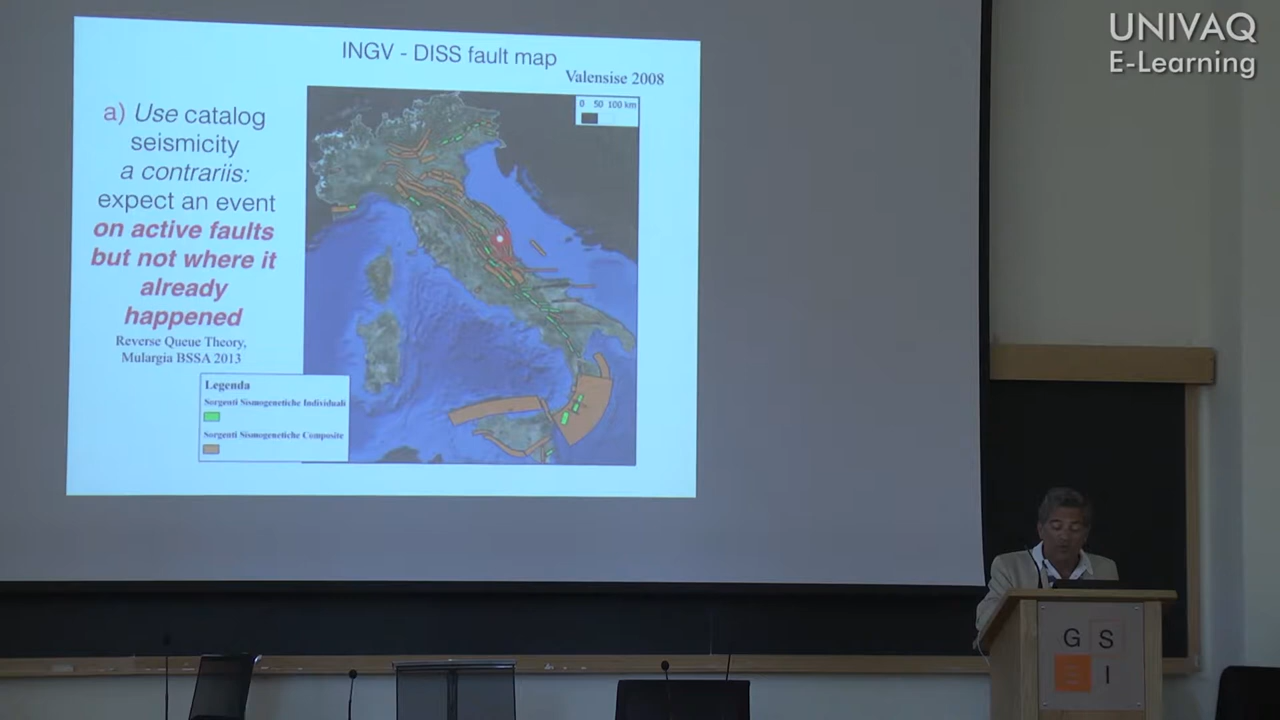 UNIVAQ
E-Learning
INGV - DISS fault map
Valensise 2008
0 50 100 km
a) Use catalog
seismicity
a contrariis:
expect an event
on active faults
but not where it
already
happened
Reverse Queue Theory,
Mulargia BSSA 2013
Legenda
Sorgenti Sismogenetiche Individuali
Sorgenti Sismogenetiche Composite
G S
I